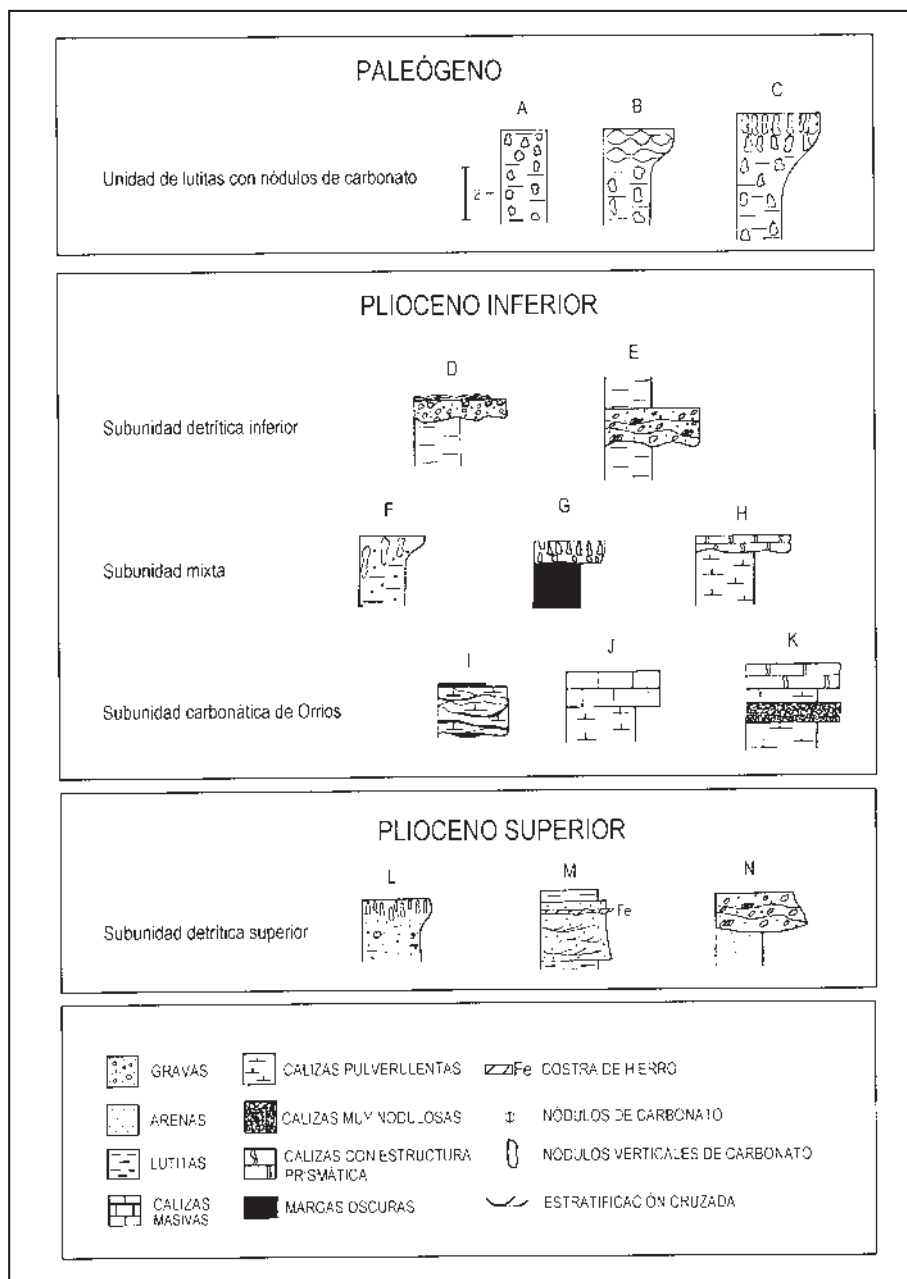 PALEÓGENO
A B C
Unidad de lutitas con nódulos de carbonato
2
PLIOCENO INFERIOR
D E
Subunidad detrítica inferior
F G H
Subunidad mixta
I J K
Subunidad carbonática de Orrios
PLIOCENO SUPERIOR
L M N
Fe
Subunidad detrítica superior
GRAVAS
CALIZAS PULVERULENTAS
Fe COSTRA DE HIERRO
ARENAS
CALIZAS MUY NODULOSAS
NÓDULOS DE CARBONATO
LUTITAS
CALIZAS CON ESTRUCTURA
PRISMÁTICA
NÓDULOS VERTICALES DE CARBONATO
CALIZAS
MASIVAS
MARGAS OSCURAS
ESTRATIFICACIÓN CRUZADA